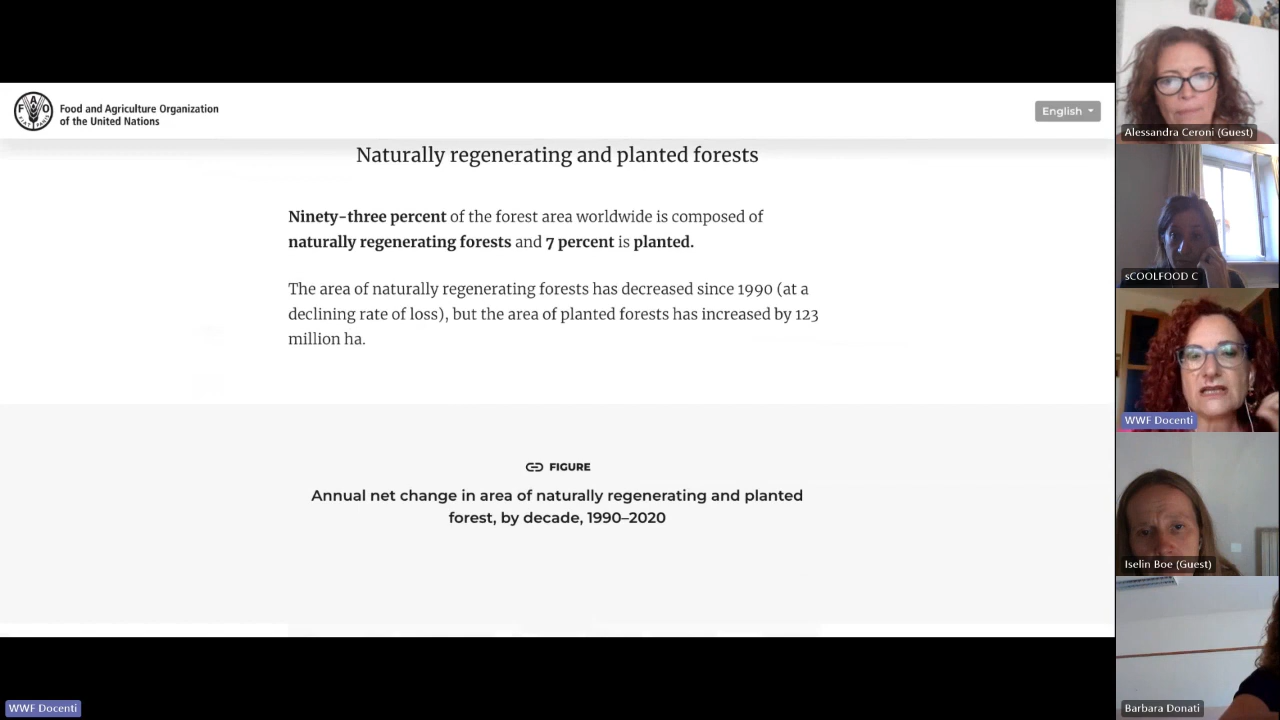 FAO
FIAT PANIS
Food and Agriculture Organization
of the United Nations
English
Naturally regenerating and planted forests
Ninety-three percent of the forest area worldwide is composed of
naturally regenerating forests and 7 percent is planted.
The area of naturally regenerating forests has decreased since 1990 (at a
declining rate of loss), but the area of planted forests has increased by 123
million ha.
FIGURE
Annual net change in area of naturally regenerating and planted
forest, by decade, 1990–2020
WWF Docenti
Alessandra Ceroni (Guest)
sCOOLFOOD C
WWF Docenti
Iselin Boe (Guest)
Barbara Donati